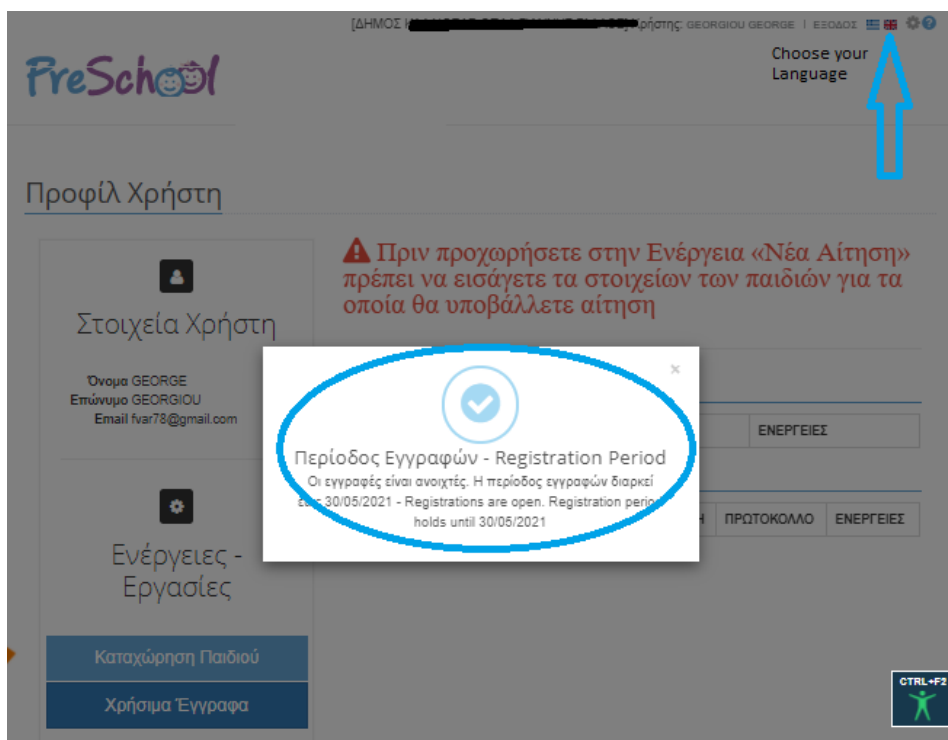 [ΔΗΜΟΣ
Χρήστης: GEORGIOU GEORGE | ΕΞΟΔΟΣ
Choose your
Language
PreSchool
Προφίλ Χρήστη
Στοιχεία Χρήστη
Όνομα GEORGE
Επώνυμο GEORGIOU
Email fvar78@gmail.com
Ενέργειες -
Εργασίες
Καταχώρηση Παιδιού
Χρήσιμα Έγγραφα
Πριν προχωρήσετε στην Ενέργεια «Νέα Αίτηση»
πρέπει να εισάγετε τα στοιχείων των παιδιών για τα
οποία θα υποβάλλετε αίτηση
×
Περίοδος Εγγραφών - Registration Period
Οι εγγραφές είναι ανοιχτές. Η περίοδος εγγραφών διαρκεί
έως 30/05/2021 - Registrations are open. Registration period
holds until 30/05/2021
ΕΝΕΡΓΕΙΕΣ
Η ΠΡΩΤΟΚΟΛΛΟ ΕΝΕΡΓΕΙΕΣ
CTRL+F2